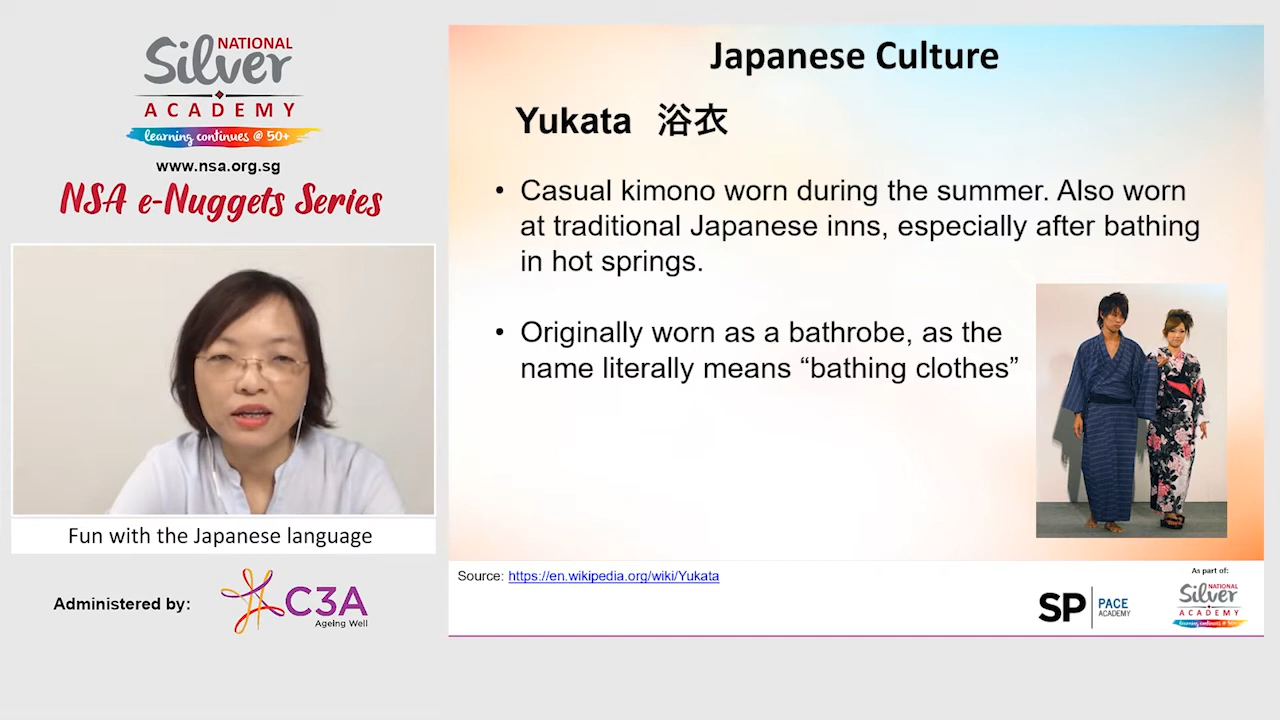 NATIONAL
Silver
ACADEMY
learning continues @ 50+
www.nsa.org.sg
NSA e-Nuggets Series
Fun with the Japanese language
Administered by:
C3A
Ageing Well
Japanese Culture
Yukata 浴衣
• Casual kimono worn during the summer. Also worn
at traditional Japanese inns, especially after bathing
in hot springs.
• Originally worn as a bathrobe, as the
name literally means “bathing clothes”
Source: https://en.wikipedia.org/wiki/Yukata
SP
PACE
ACADEMY
As part of:
NATIONAL
Silver
ACADEMY
learning continues @ 50+